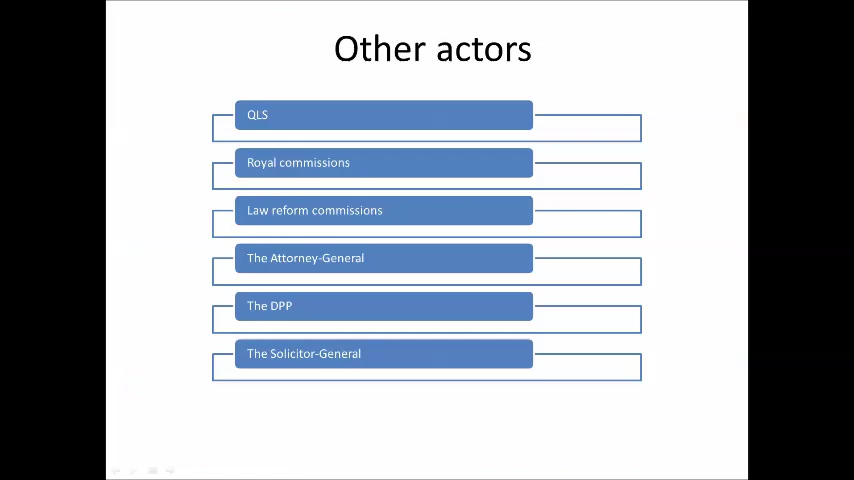 Other actors
QLS
Royal commissions
Law reform commissions
The Attorney-General
The DPP
The Solicitor-General